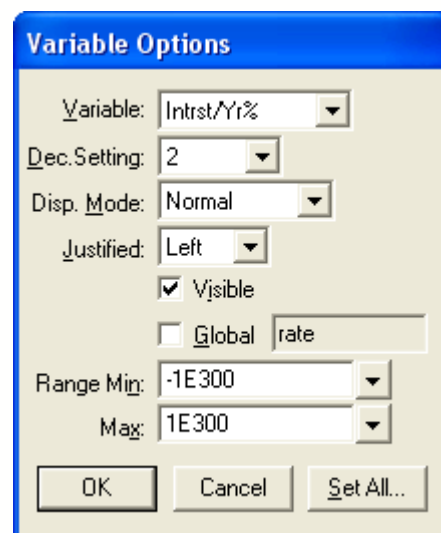 Variable Options
Variable: Intrst/Yr%
Dec.Setting: 2
Disp. Mode: Normal
Justified: Left
Visible
Global rate
Range Min: -1E300
Max: 1E300
OK Cancel Set All...